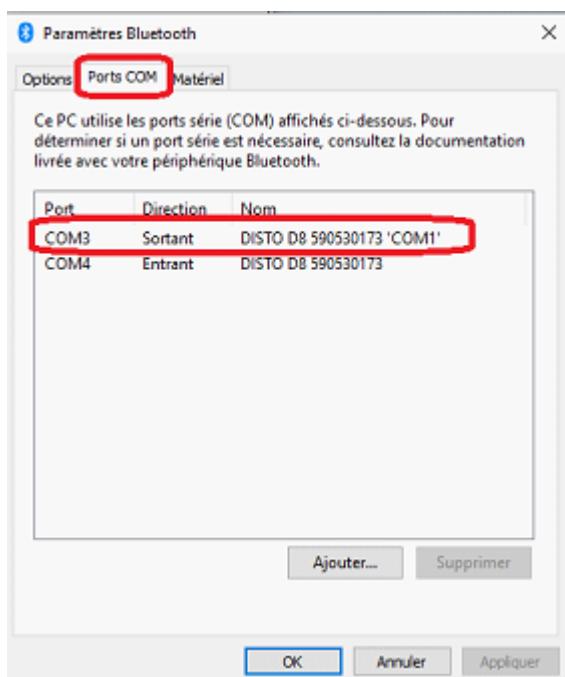 Paramètres Bluetooth
Options Ports COM Matériel
Ce PC utilise les ports série (COM) affichés ci-dessous. Pour
déterminer si un port série est nécessaire, consultez la documentation
livrée avec votre périphérique Bluetooth.
Port Direction Nom
COM3 Sortant DISTO D8 590530173 'COM1'
COM4 Entrant DISTO D8 590530173
Ajouter... Supprimer
OK Annuler Appliquer